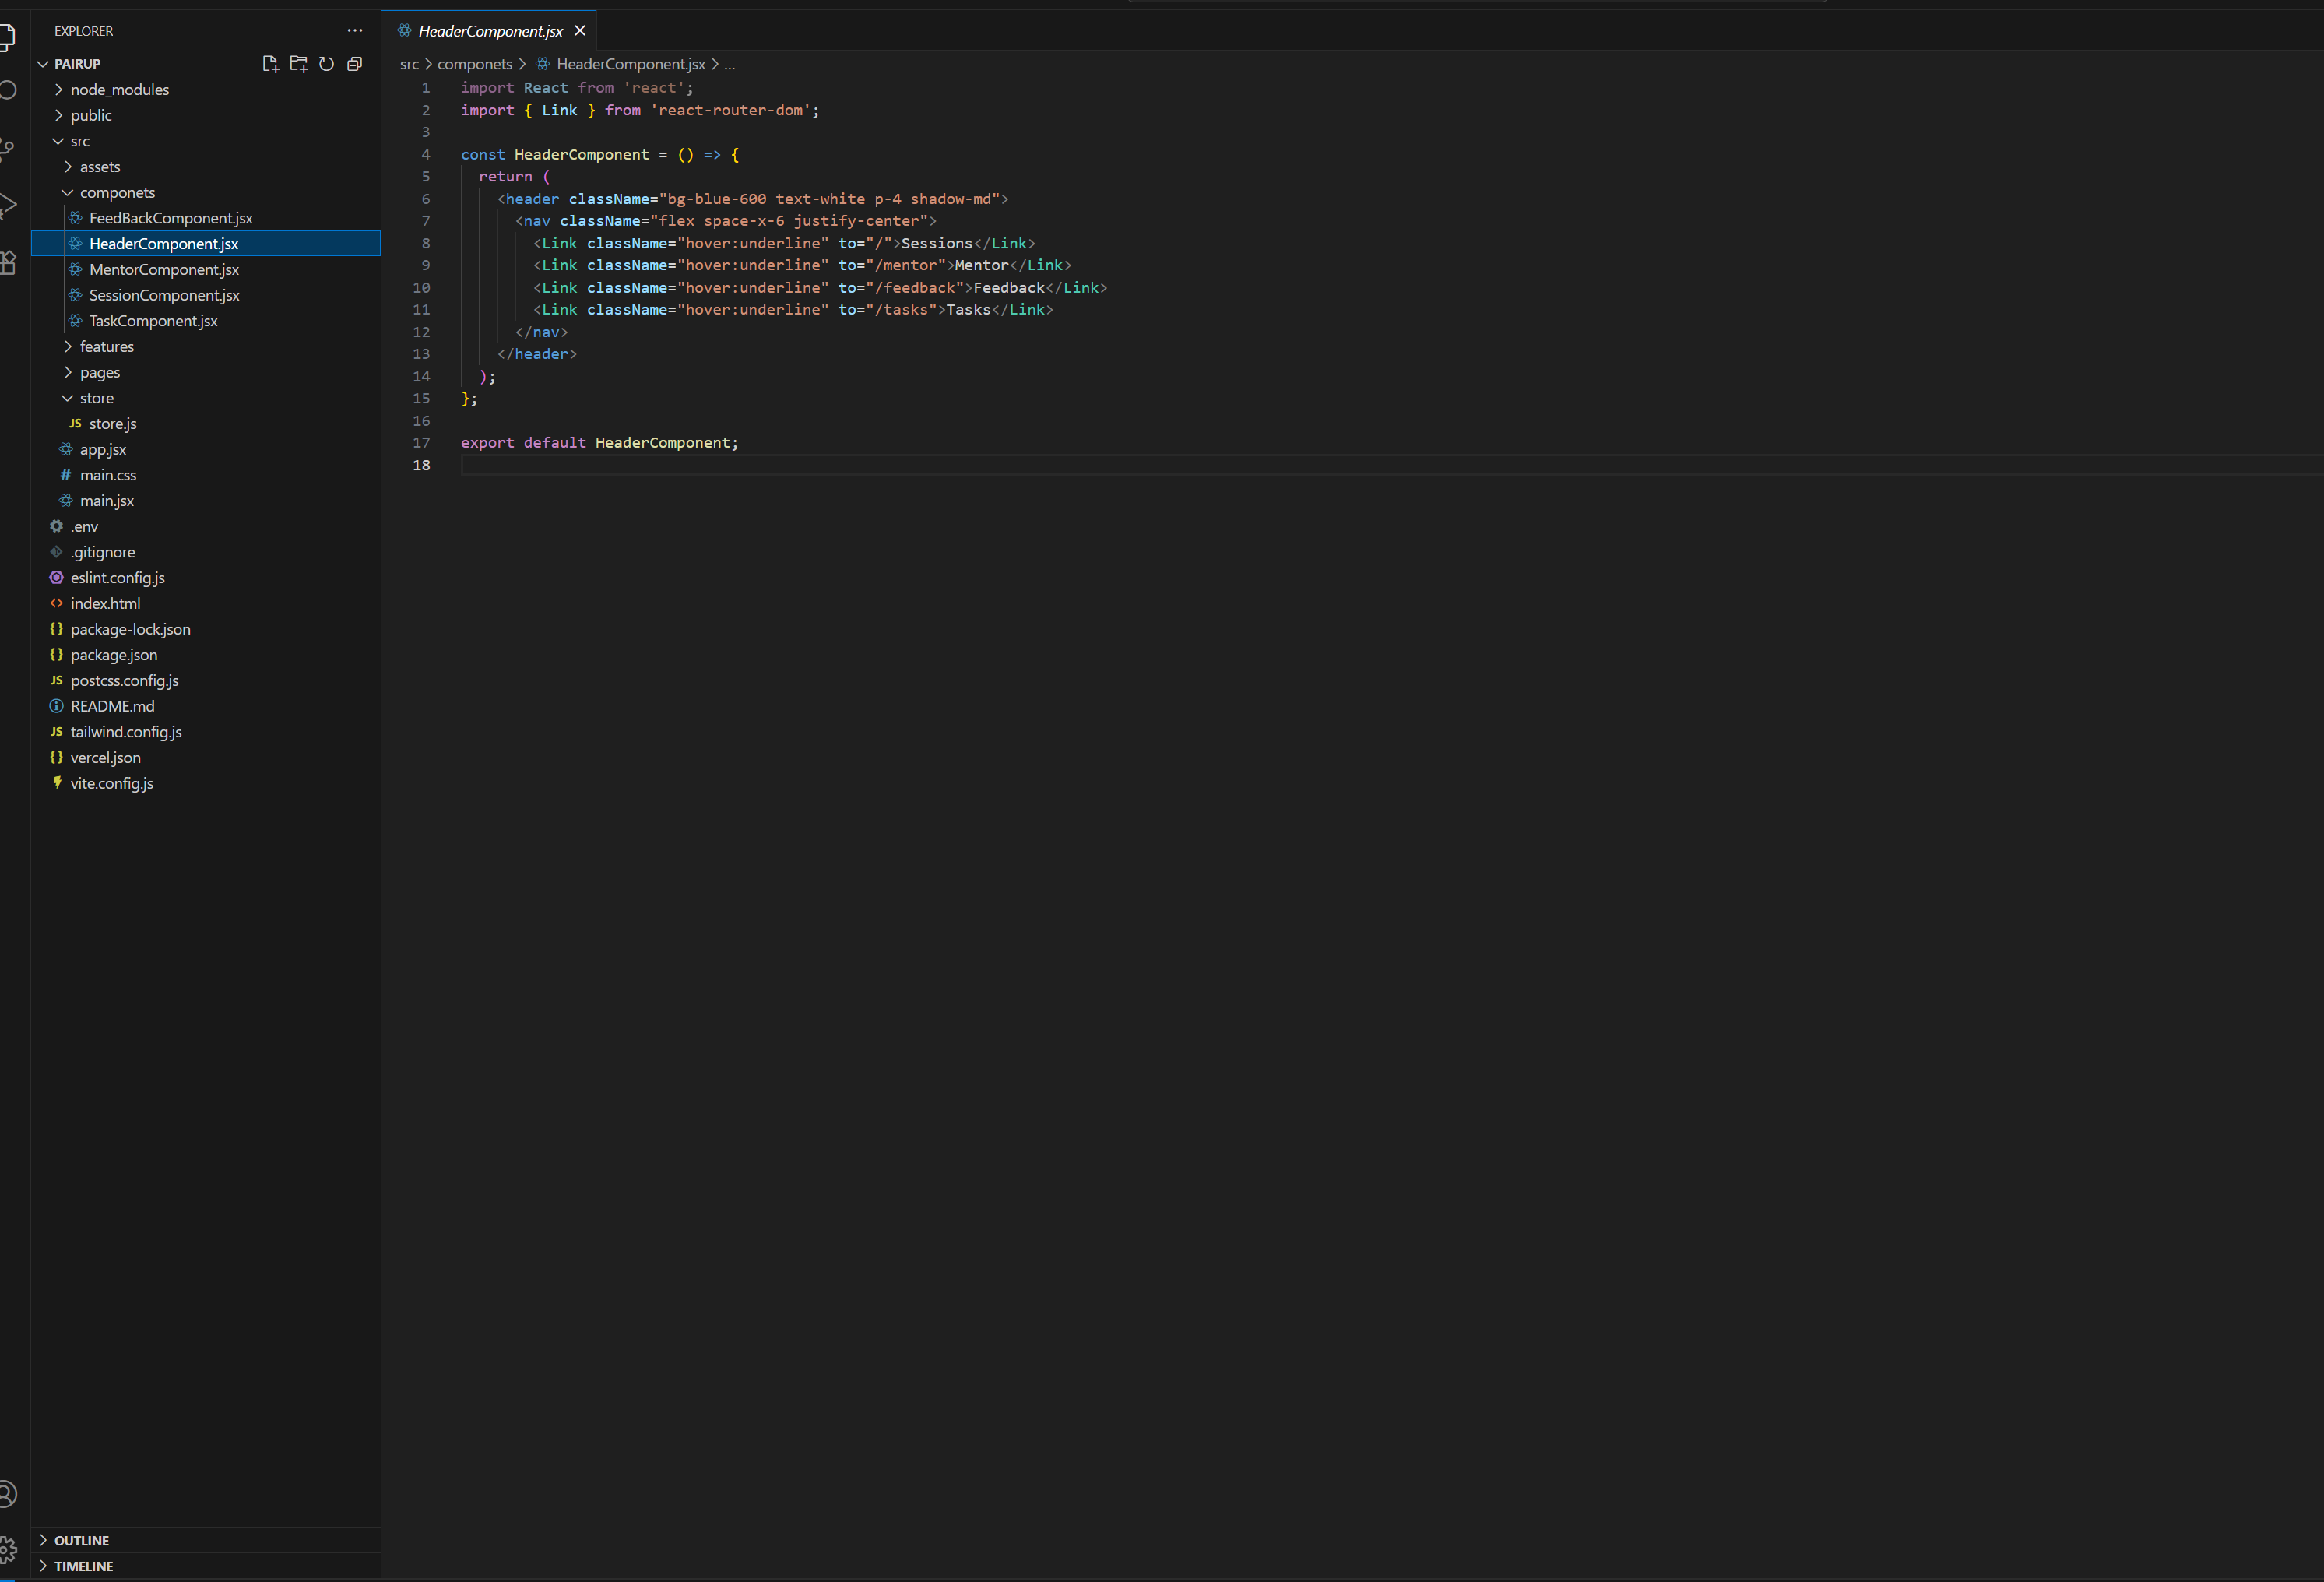 EXPLORER
PAIRUP
node_modules
public
src
assets
componets
FeedBackComponent.jsx
HeaderComponent.jsx
MentorComponent.jsx
SessionComponent.jsx
TaskComponent.jsx
features
pages
store
JS store.js
app.jsx
# main.css
main.jsx
.env
.gitignore
eslint.config.js
<> index.html
{} package-lock.json
{} package.json
JS postcss.config.js
README.md
JS tailwind.config.js
{} vercel.json
vite.config.js
OUTLINE
TIMELINE
HeaderComponent.jsx
src > componets > HeaderComponent.jsx > ...
1 import React from 'react';
2 import { Link } from 'react-router-dom';
3
4 const HeaderComponent = () => {
5   return (
6     <header className="bg-blue-600 text-white p-4 shadow-md">
7       <nav className="flex space-x-6 justify-center">
8         <Link className="hover:underline" to="/">Sessions</Link>
9         <Link className="hover:underline" to="/mentor">Mentor</Link>
10         <Link className="hover:underline" to="/feedback">Feedback</Link>
11         <Link className="hover:underline" to="/tasks">Tasks</Link>
12       </nav>
13     </header>
14   );
15 };
16
17 export default HeaderComponent;
18